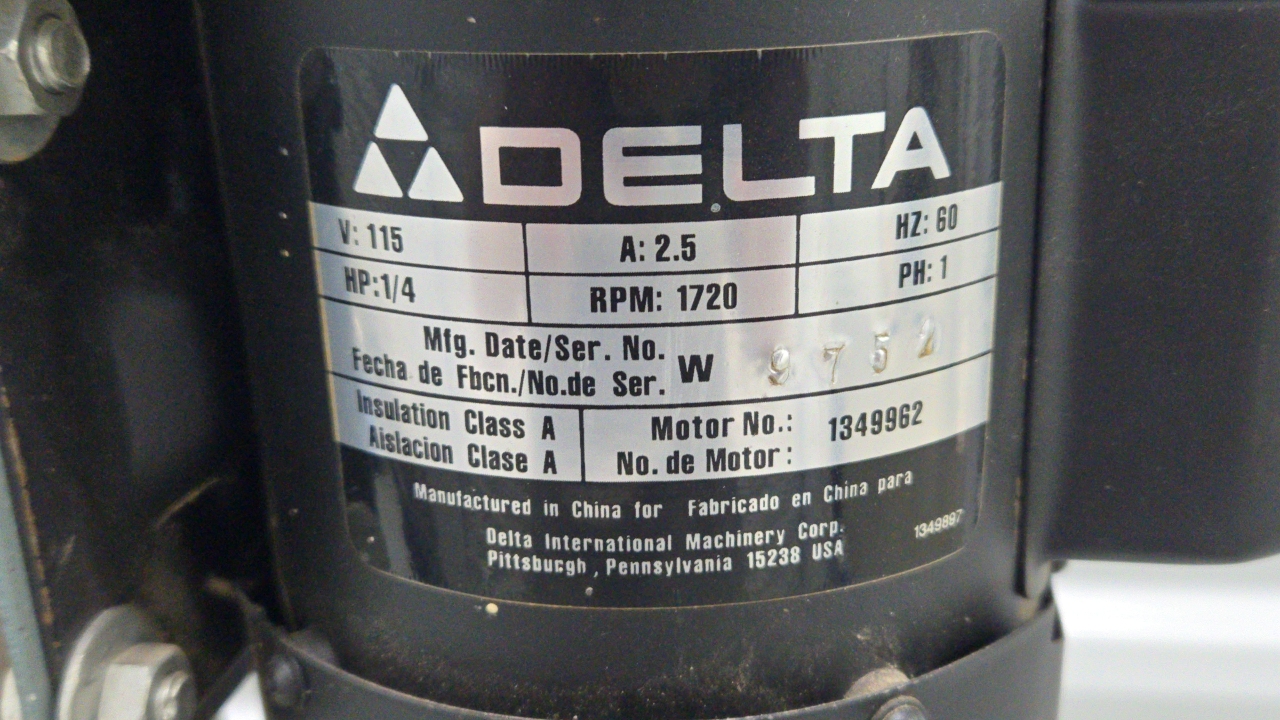 DELTA
V: 115 A: 2.5 HZ: 60
HP:1/4 RPM: 1720 PH: 1
Mfg. Date/Ser. No.
Fecha de Fbcn./No.de Ser. W 9752
Insulation Class A Motor No.: 1349962
Aislacion Clase A No. de Motor :
Manufactured in China for Fabricado en China para
Delta International Machinery Corp.
Pittsbucgh , Pennsylvania 15238 USA
1349897